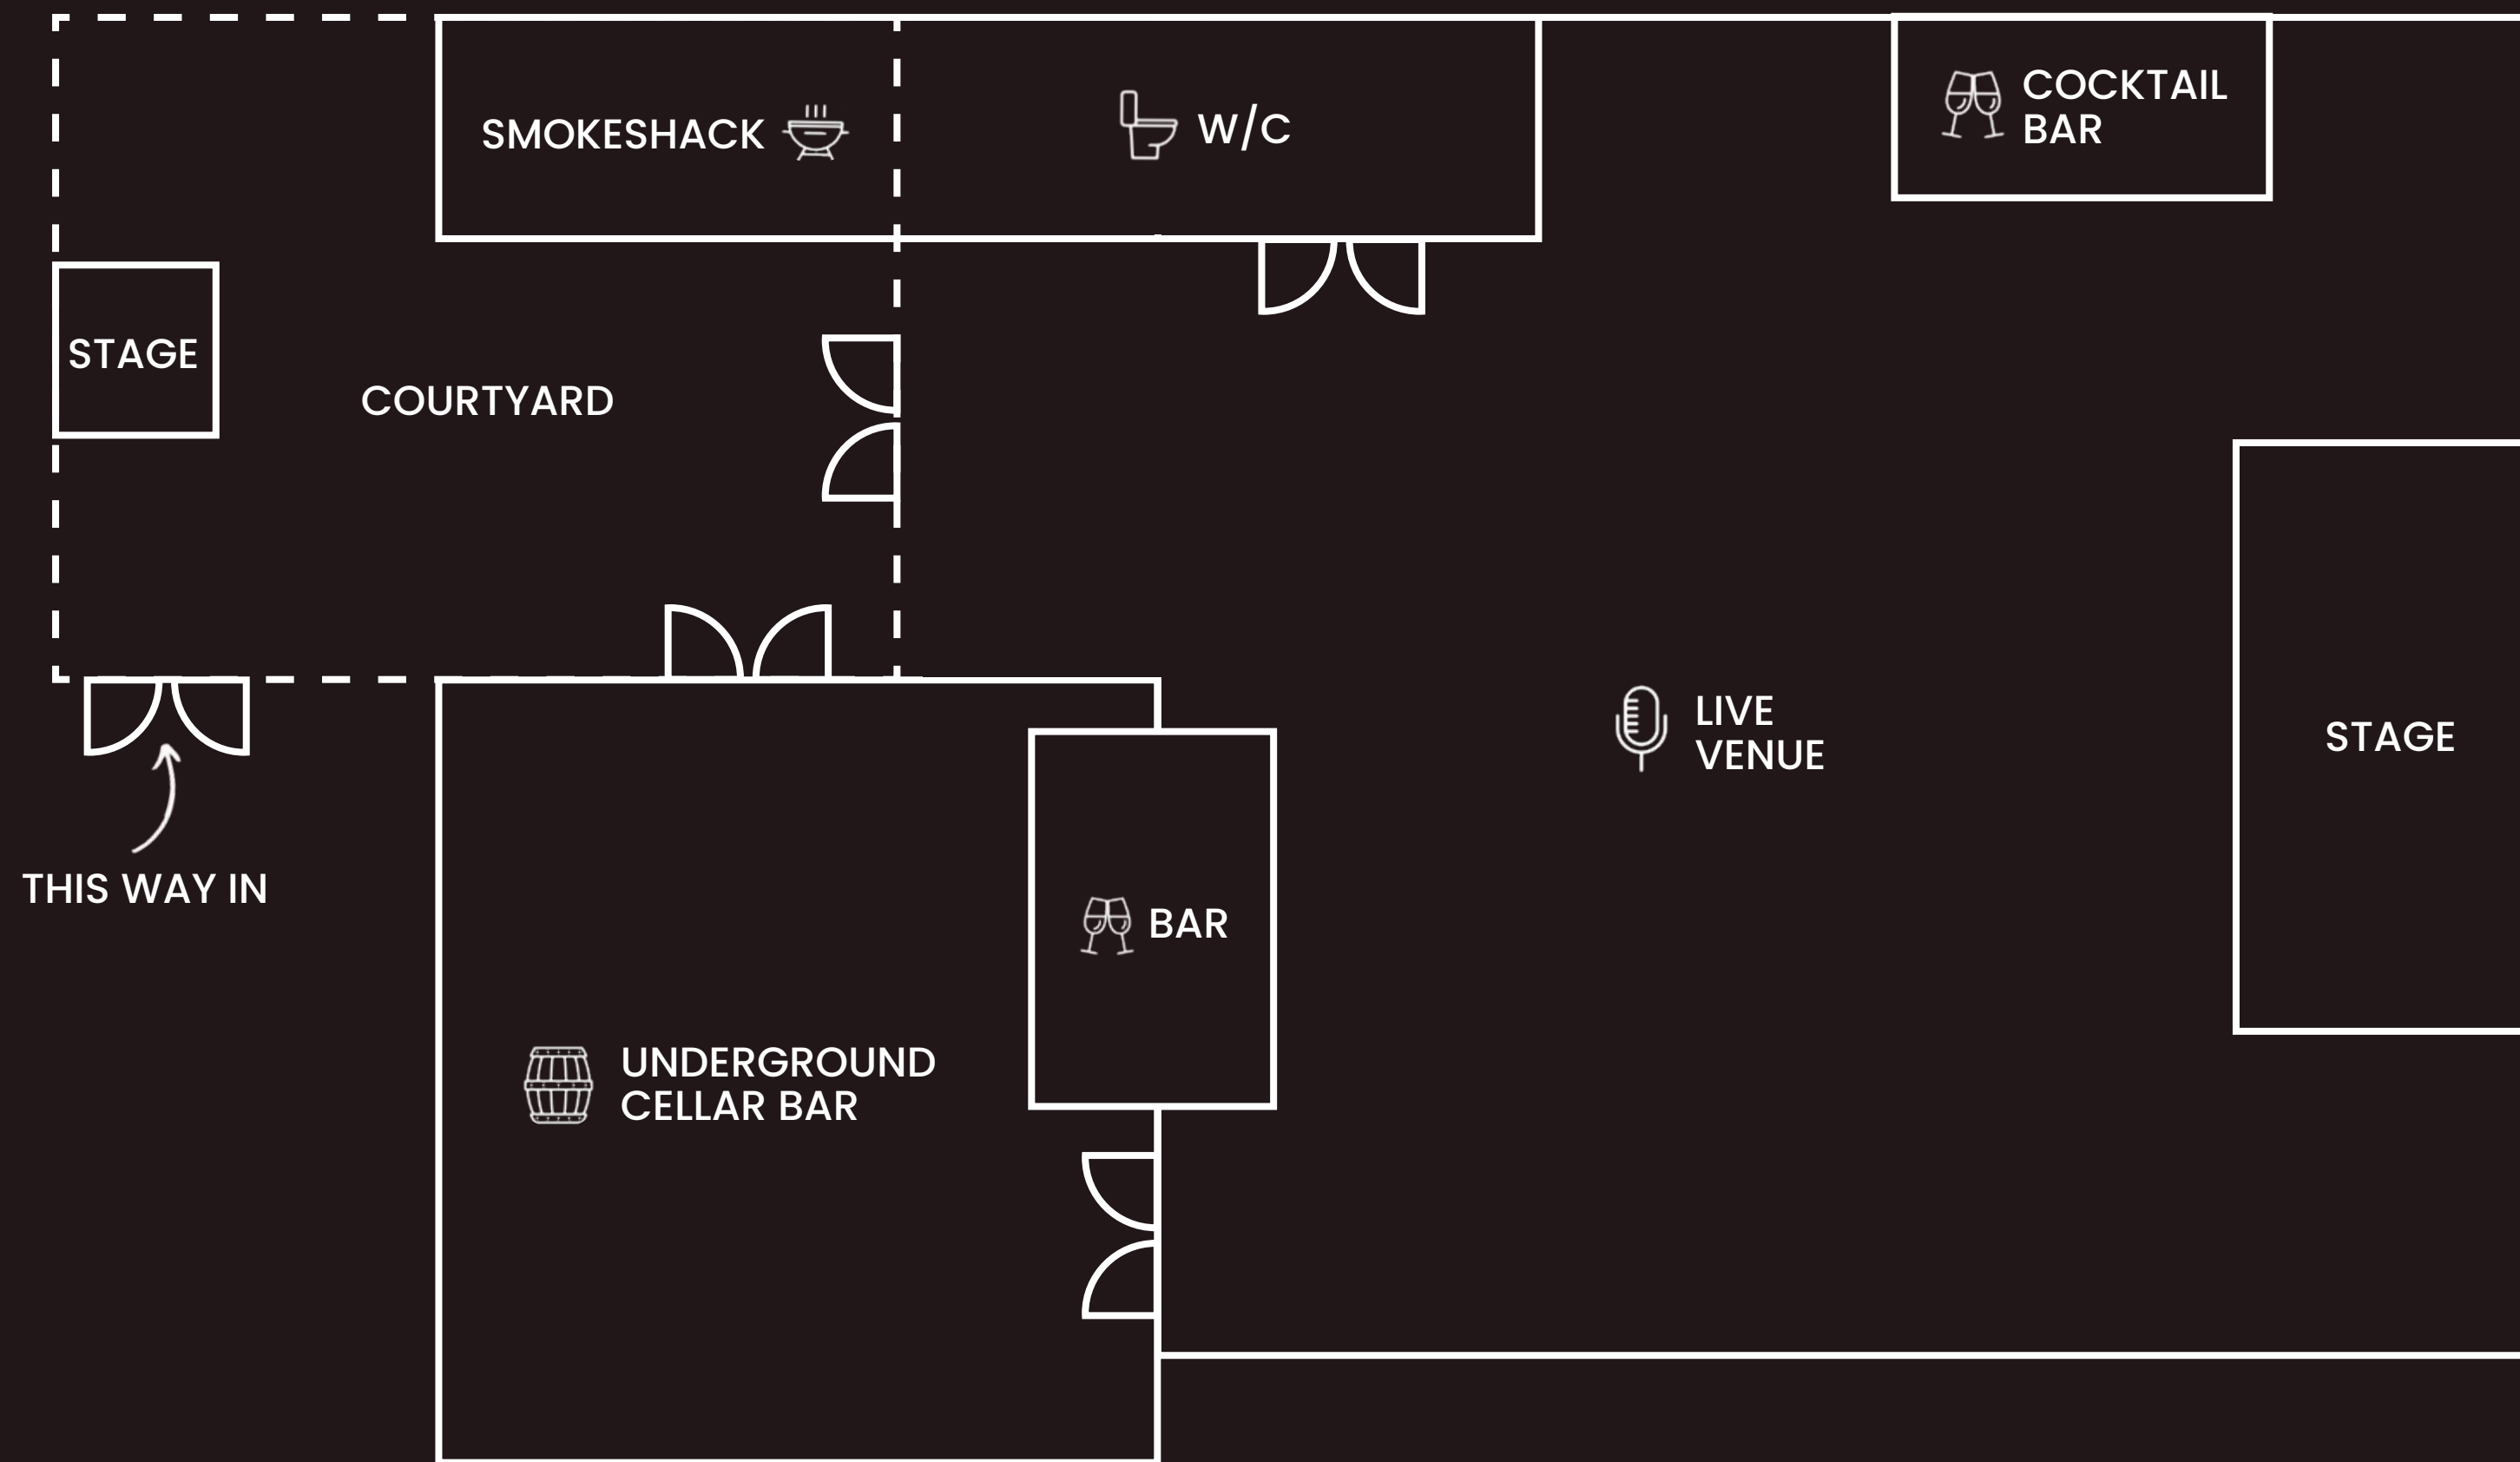 SMOKESHACK
W/C
COCKTAIL
BAR
STAGE
COURTYARD
LIVE
VENUE
STAGE
THIS WAY IN
BAR
UNDERGROUND
CELLAR BAR